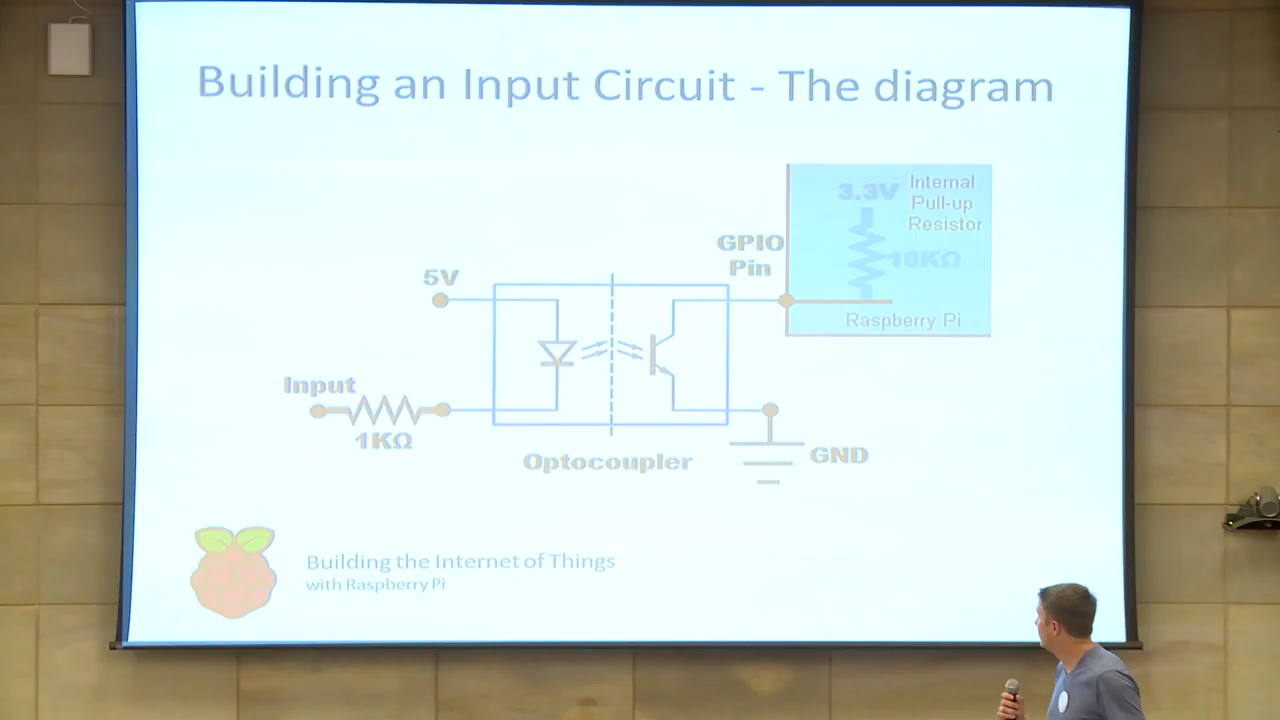 Building an Input Circuit - The diagram
3.3V
Internal
Pull-up
Resistor
10KΩ
Raspberry Pi
GPIO
Pin
5V
Input
1KΩ
Optocoupler
GND
Building the Internet of Things
with Raspberry Pi